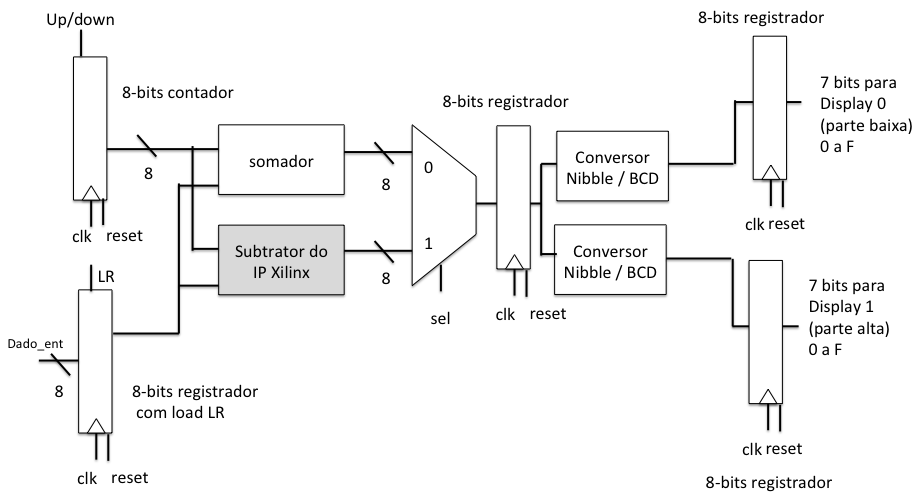 Up/down
8-bits contador
8
clk reset
LR
Dado_ent
8
8-bits registrador
com load LR
clk reset
somador
8
Subtrator do
IP Xilinx
8
0
1
sel
8-bits registrador
clk reset
Conversor
Nibble / BCD
Conversor
Nibble / BCD
8-bits registrador
7 bits para
Display 0
(parte baixa)
0 a F
clk reset
7 bits para
Display 1
(parte alta)
0 a F
clk reset
8-bits registrador